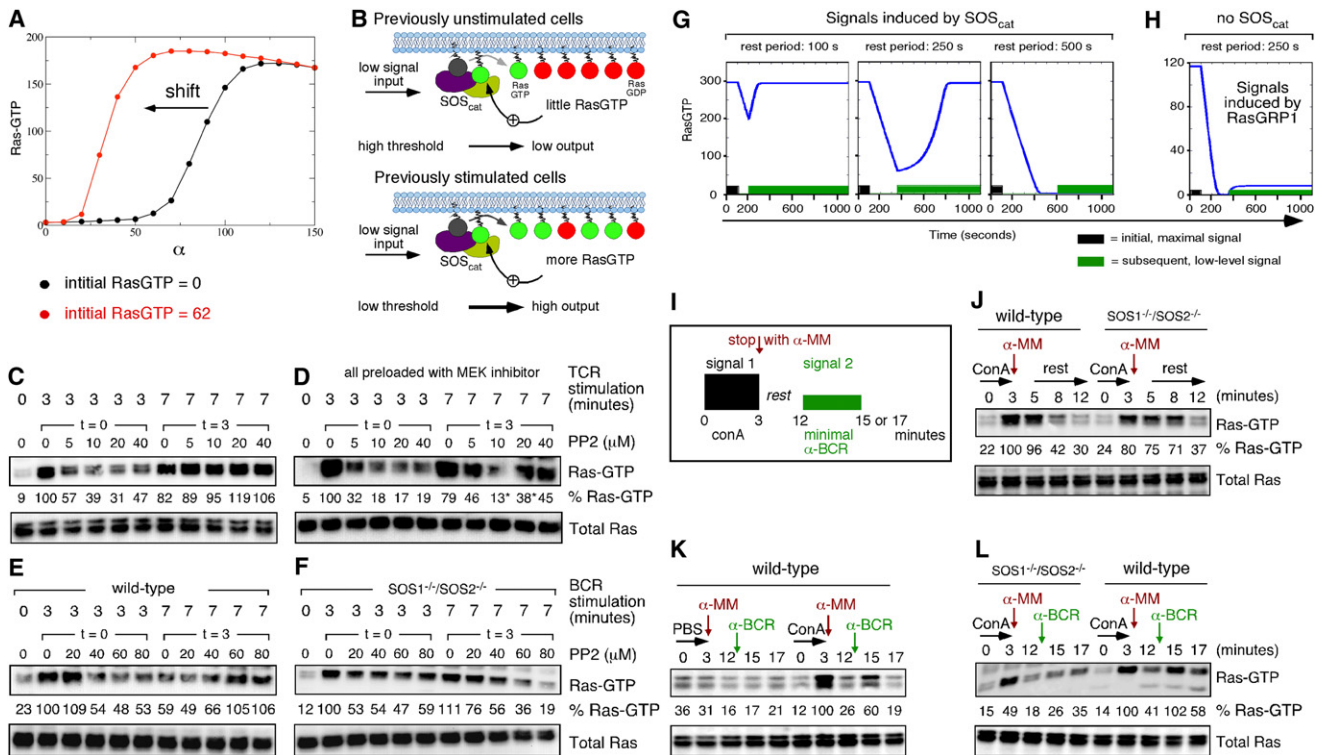 A
Ras-GTP
200
150
100
50
0
0 50 100 150
α
shift
intitial RasGTP = 0
intitial RasGTP = 62
B
Previously unstimulated cells
low signal
input
SOScat
Ras
GTP
Ras
GDP
little RasGTP
high threshold
low output
Previously stimulated cells
low signal
input
SOScat
more RasGTP
low threshold
high output
G
Signals induced by SOScat
rest period: 100 s
rest period: 250 s
rest period: 500 s
RasGTP
300
200
100
300
0
0 200 600 1000
0 200 600 1000
0 200 600 1000
H
no SOScat
rest period: 250 s
Signals
induced by
RasGRP1
120
80
40
0
0 200 600 1000
Time (seconds)
= initial, maximal signal
= subsequent, low-level signal
C
0 3 3 3 3 3 7 7 7 7 7
t = 0
t = 3
0 0 5 10 20 40 0 5 10 20 40
9 100 57 39 31 47 82 89 95 119 106
D
all preloaded with MEK inhibitor
0 3 3 3 3 3 7 7 7 7 7
TCR
stimulation
(minutes)
t = 0
t = 3
0 0 5 10 20 40 0 5 10 20 40
PP2 (μM)
Ras-GTP
5 100 32 18 17 19 79 46 13* 38* 45
% Ras-GTP
Total Ras
E
wild-type
0 3 3 3 3 3 7 7 7 7 7
t = 0
t = 3
0 0 20 40 60 80 0 20 40 60 80
23 100 109 54 48 53 59 49 66 105 106
F
SOS1-/-/SOS2-/-
0 3 3 3 3 3 7 7 7 7 7
BCR
stimulation
(minutes)
t = 0
t = 3
0 0 20 40 60 80 0 20 40 60 80
PP2 (μM)
Ras-GTP
12 100 53 54 47 59 111 76 56 36 19
% Ras-GTP
Total Ras
I
stop with α-MM
signal 1
signal 2
rest
0 3 12 15 or 17
conA
minimal
α-BCR
minutes
J
wild-type
SOS1-/-/SOS2-/-
α-MM
α-MM
ConA
rest
ConA
rest
0 3 5 8 12 0 3 5 8 12
(minutes)
Ras-GTP
22 100 96 42 30 24 80 75 71 37
% Ras-GTP
Total Ras
K
wild-type
α-MM
α-MM
PBS
α-BCR
ConA
α-BCR
0 3 12 15 17 0 3 12 15 17
36 31 16 17 21 12 100 26 60 19
L
SOS1-/-/SOS2-/-
wild-type
α-MM
α-MM
ConA
α-BCR
ConA
α-BCR
0 3 12 15 17 0 3 12 15 17
(minutes)
Ras-GTP
15 49 18 26 35 14 100 41 102 58
% Ras-GTP
Total Ras